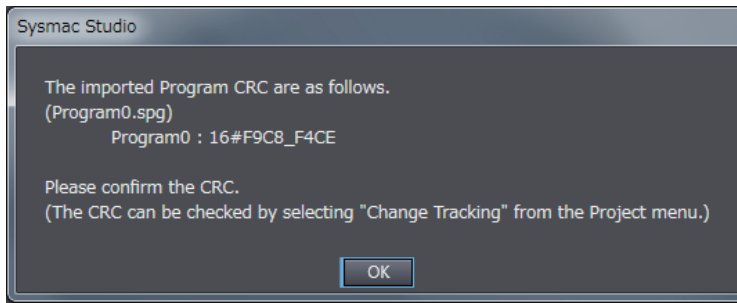 Sysmac Studio
The imported Program CRC are as follows.
(Program0.spg)
Program0 : 16#F9C8_F4CE
Please confirm the CRC.
(The CRC can be checked by selecting "Change Tracking" from the Project menu.)
OK